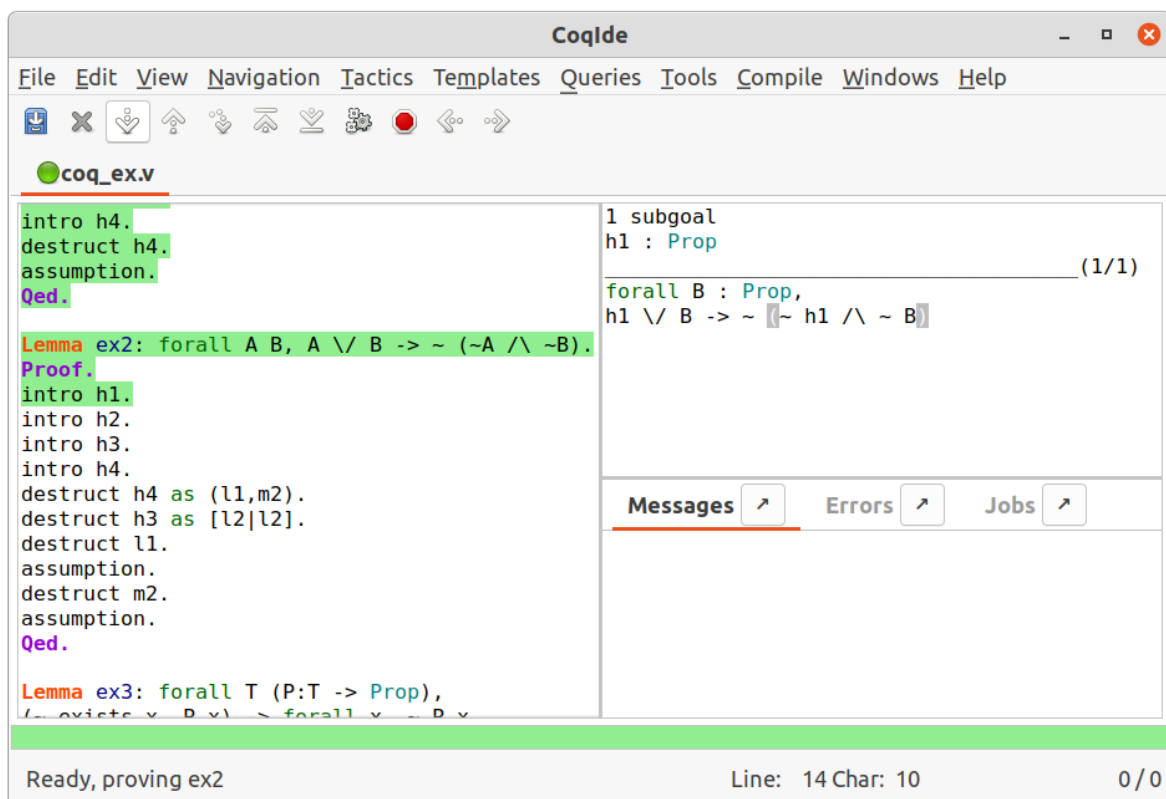 CoqIde
File Edit View Navigation Tactics Templates Queries Tools Compile Windows Help
coq_ex.v
intro h4.
destruct h4.
assumption.
Qed.
Lemma ex2: forall A B, A \/ B -> ~ (~A /\ ~B).
Proof.
intro h1.
intro h2.
intro h3.
intro h4.
destruct h4 as (l1,m2).
destruct h3 as [l2|l2].
destruct l1.
assumption.
destruct m2.
assumption.
Qed.
Lemma ex3: forall T (P:T -> Prop),
(~ exists x, P x) -> forall x, ~ P x
1 subgoal
h1 : Prop
(1/1)
forall B : Prop,
h1 \/ B -> ~ (~ h1 /\ ~ B)
Messages Errors Jobs
Ready, proving ex2 Line: 14 Char: 10 0 / 0